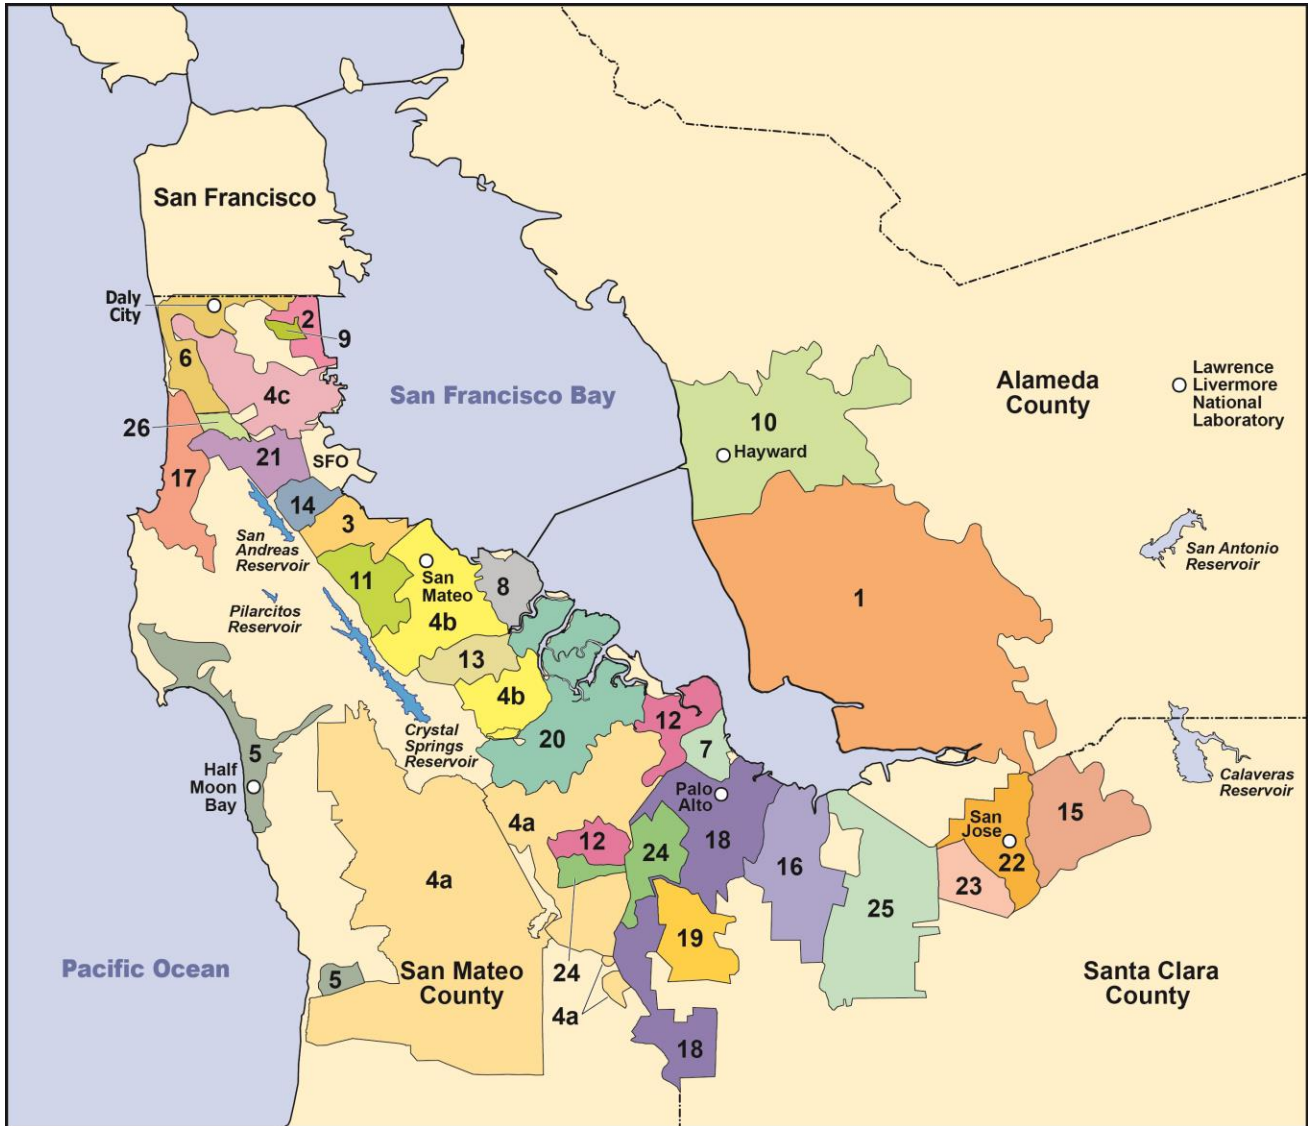 San Francisco
Daly
City
2
9
6
4c
San Francisco Bay
Alameda
County
Lawrence
Livermore
National
Laboratory
26
10
Hayward
21
SFO
17
14
3
San
Andreas
Reservoir
San Antonio
Reservoir
11
San
Mateo
8
1
Pilarcitos
Reservoir
4b
13
4b
12
Crystal
Springs
Reservoir
20
7
5
Half
Moon
Bay
Palo
Alto
Calaveras
Reservoir
4a
12
24
18
16
San
Jose
22
15
4a
23
25
19
Pacific Ocean
5
San Mateo
County
24
Santa Clara
County
4a
18